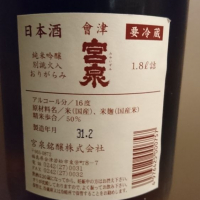 日本酒 會津 要冷蔵
純米吟醸
別流火入
おりがらみ
宮泉
1.8ℓ詰
アルコール分/16度
原材料名/米(国産)、米麹(国産米)
精米歩合/50%
製造年月 31.2
宮泉銘醸株式会社